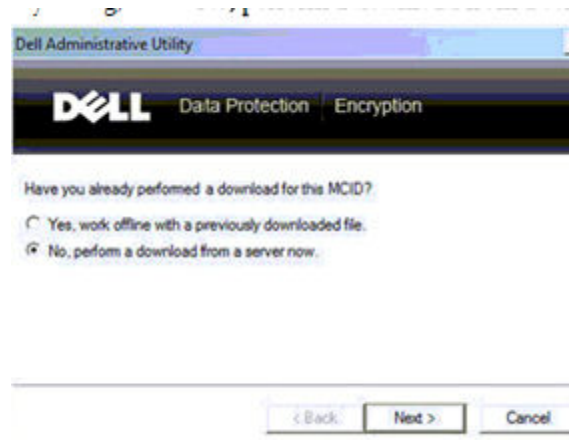 Dell Administrative Utility
DELL Data Protection Encryption
Have you already performed a download for this MCID?
Yes, work offline with a previously downloaded file.
No, perform a download from a server now.
< Back Next > Cancel